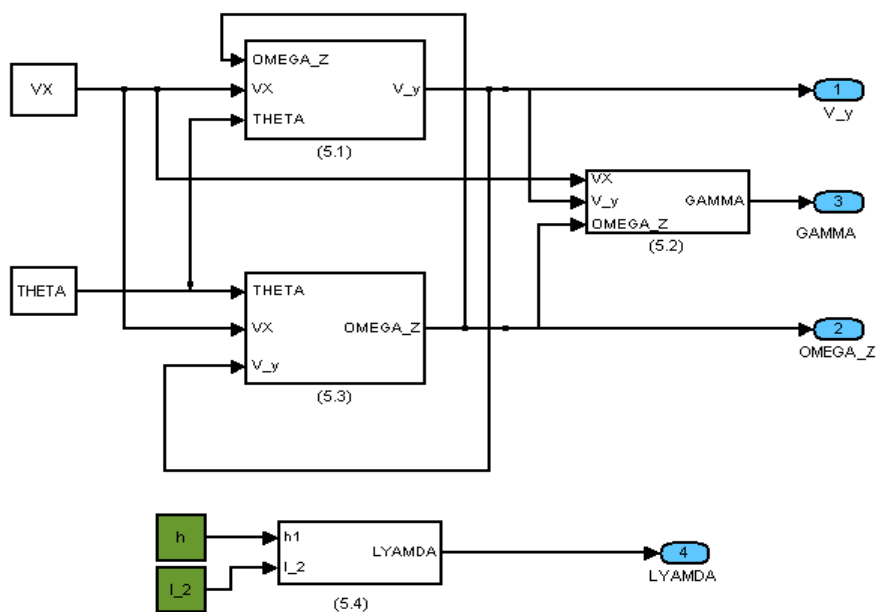 VX
OMEGA_Z
VX
THETA
V_y
(5.1)
1
V_y
VX
V_y
OMEGA_Z
GAMMA
(5.2)
3
GAMMA
THETA
THETA
VX
V_y
OMEGA_Z
(5.3)
2
OMEGA_Z
h
l_2
h1
l_2
LYAMDA
(5.4)
4
LYAMDA